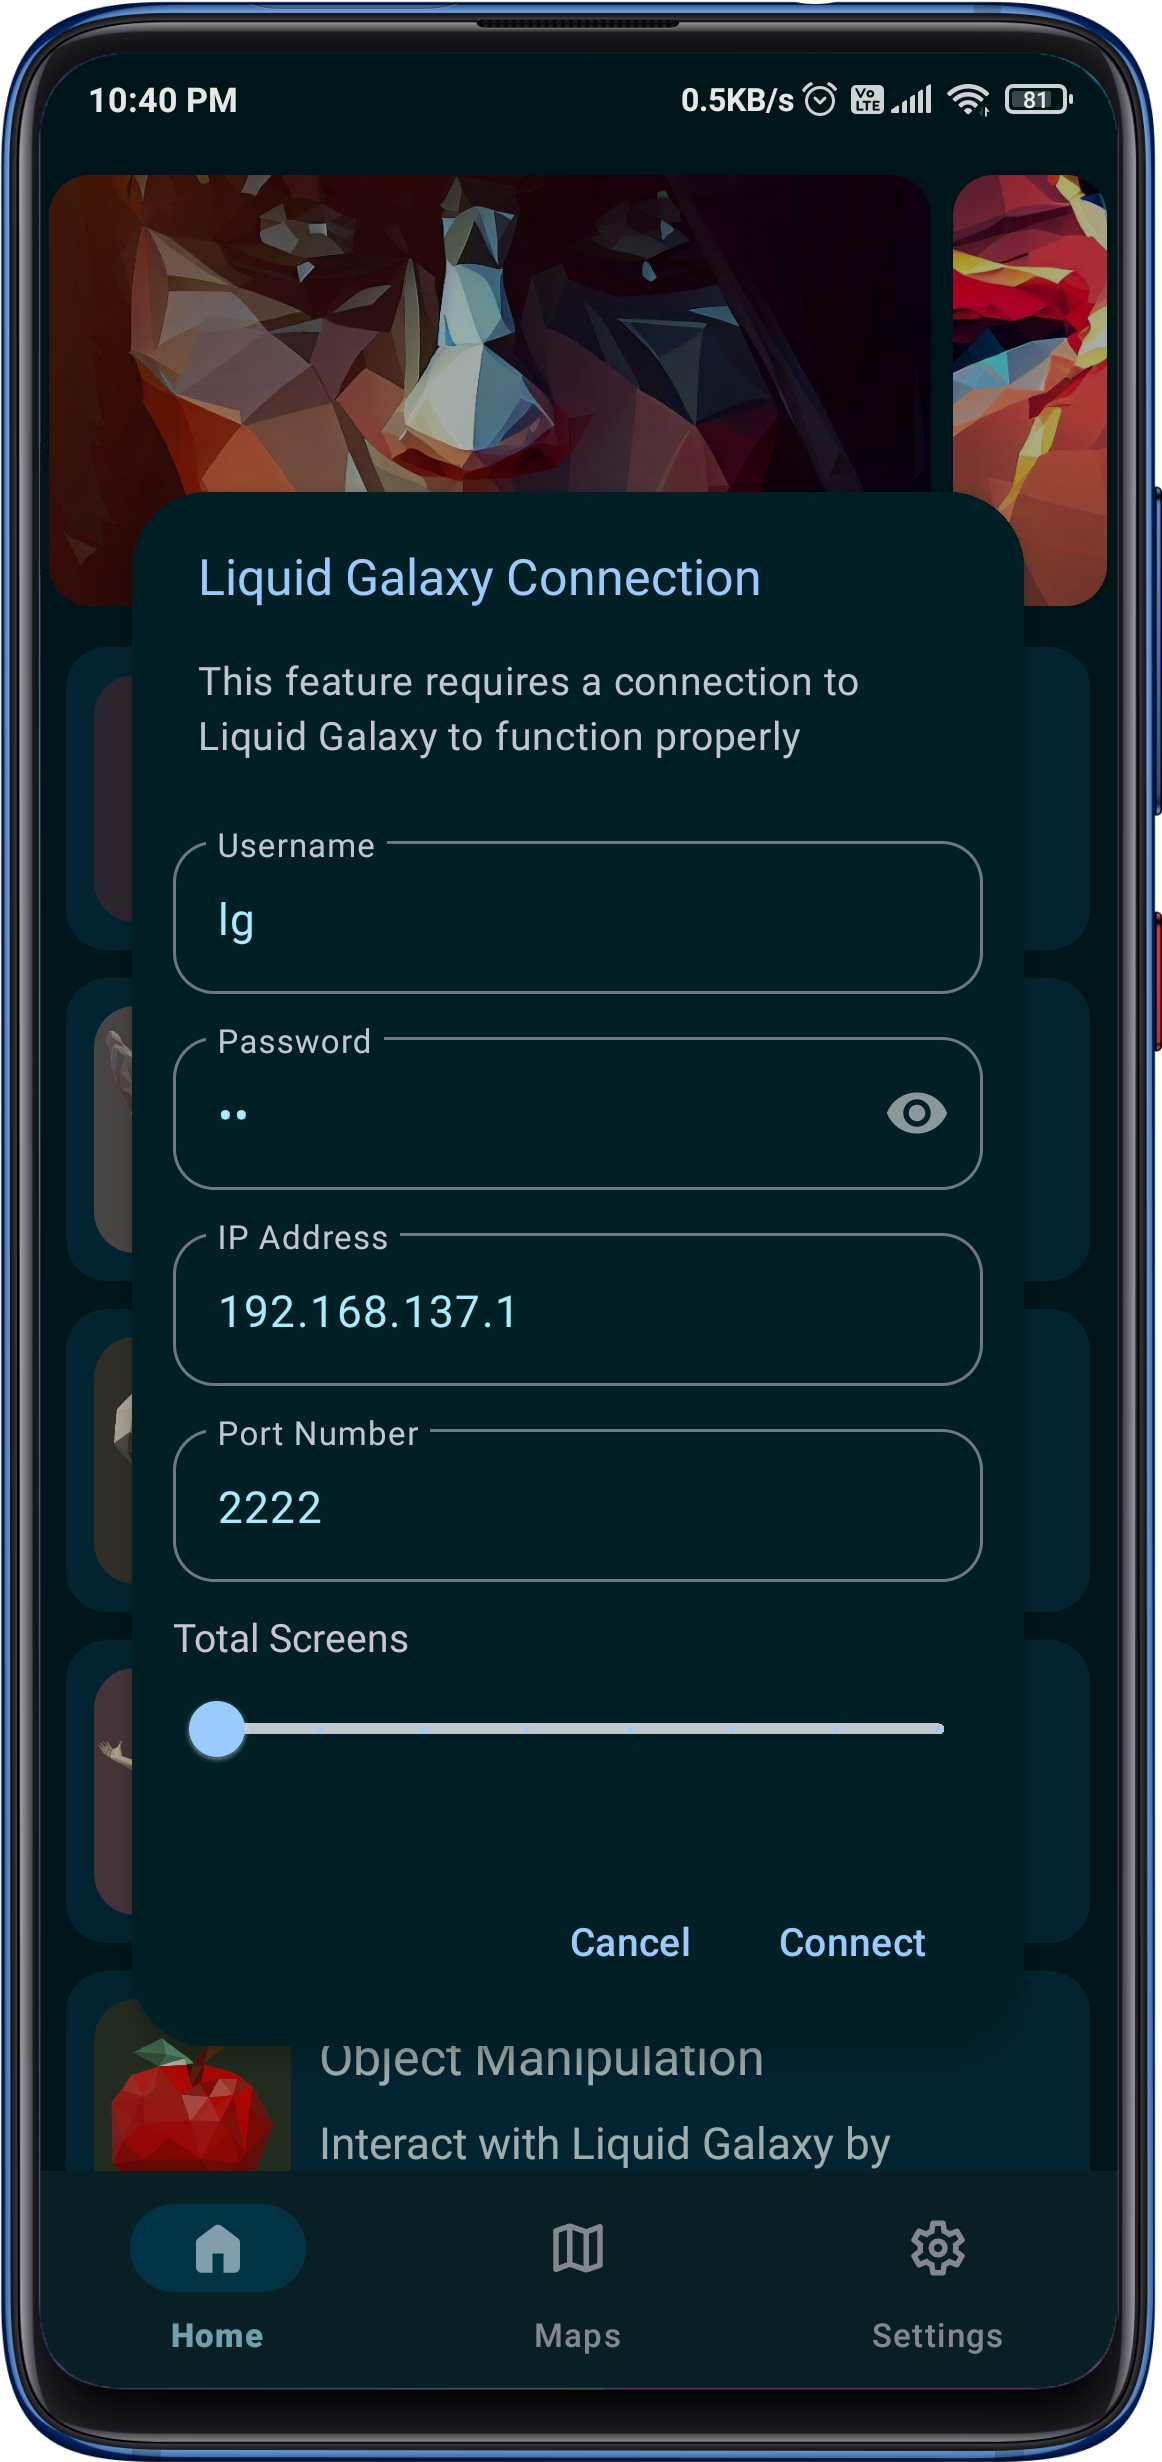 10:40 PM 0.5KB/s Vo LTE 81
Liquid Galaxy Connection
This feature requires a connection to
Liquid Galaxy to function properly
Username
lg
Password
••
IP Address
192.168.137.1
Port Number
2222
Total Screens
Cancel Connect
Object Manipulation
Interact with Liquid Galaxy by
Home Maps Settings